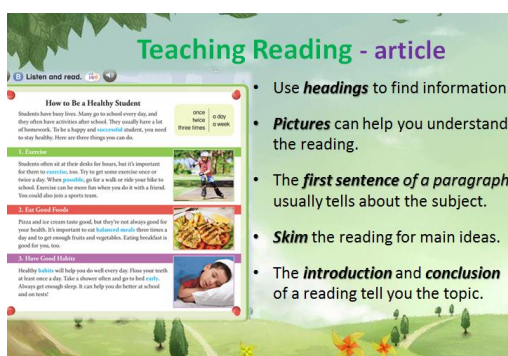 Teaching Reading - article
B Listen and read.
How to Be a Healthy Student
Students have busy lives. Many go to school every day, and
they often have activities after school. They usually have a lot
of homework. To be a happy and successful student, you need
to stay healthy. Here are three things you can do.
once
twice
three times
a day
a week
1. Exercise
Students often sit at their desks for hours, but it's important
for them to exercise, too. Try to get some exercise once or
twice a day. When possible, go for a walk or ride your bike to
school. Exercise can be more fun when you do it with a friend.
You could also join a sports team.
2. Eat Good Foods
Pizza and ice cream taste good, but they're not always good for
your health. It's important to eat balanced meals three times a
day and to get enough fruits and vegetables. Eating breakfast is
good for you, too.
3. Have Good Habits
Healthy habits will help you do well every day. Floss your teeth
at least once a day. Take a shower often and go to bed early.
Always get enough sleep. It can help you do better at school
and on tests!
• Use headings to find information
• Pictures can help you understand
the reading.
• The first sentence of a paragraph
usually tells about the subject.
• Skim the reading for main ideas.
• The introduction and conclusion
of a reading tell you the topic.